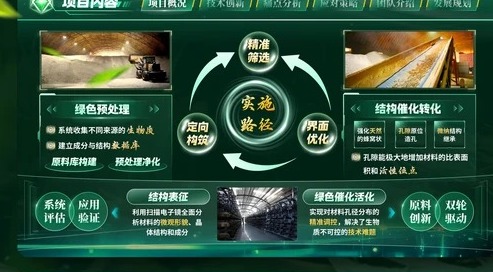 项目内容
项目概况
技术创新
痛点分析
应对策略
团队介绍
发展规划
绿色预处理
系统收集不同来源的生物质
建立成分与结构数据库
原料库构建
预处理净化
精准
筛选
定向
构筑
实施
路径
界面
优化
结构催化转化
强化天然
的蜂窝状
孔隙原位
造孔
微纳结构
继承
孔隙能极大地增加材料的比表面
积和活性位点
系统
评估
应用
验证
结构表征
利用扫描电子镜全面分
析材料的微观形貌、晶
体结构和成分
绿色催化活化
实现对材料孔径分布的
精准调控，解决了生物
质不可控的技术难题
原料
创新
双轮
驱动